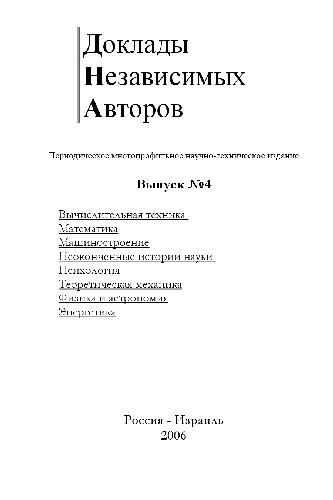 Доклады
Независимых
Авторов
Периодическое многопрофильное научно-техническое издание
Выпуск №4
Вычислительная техника
Математика
Машиностроение
Неоконченные истории науки
Психология
Терретическая механика
Физика и астрономия
Энергетика
Россия - Израиль
2006